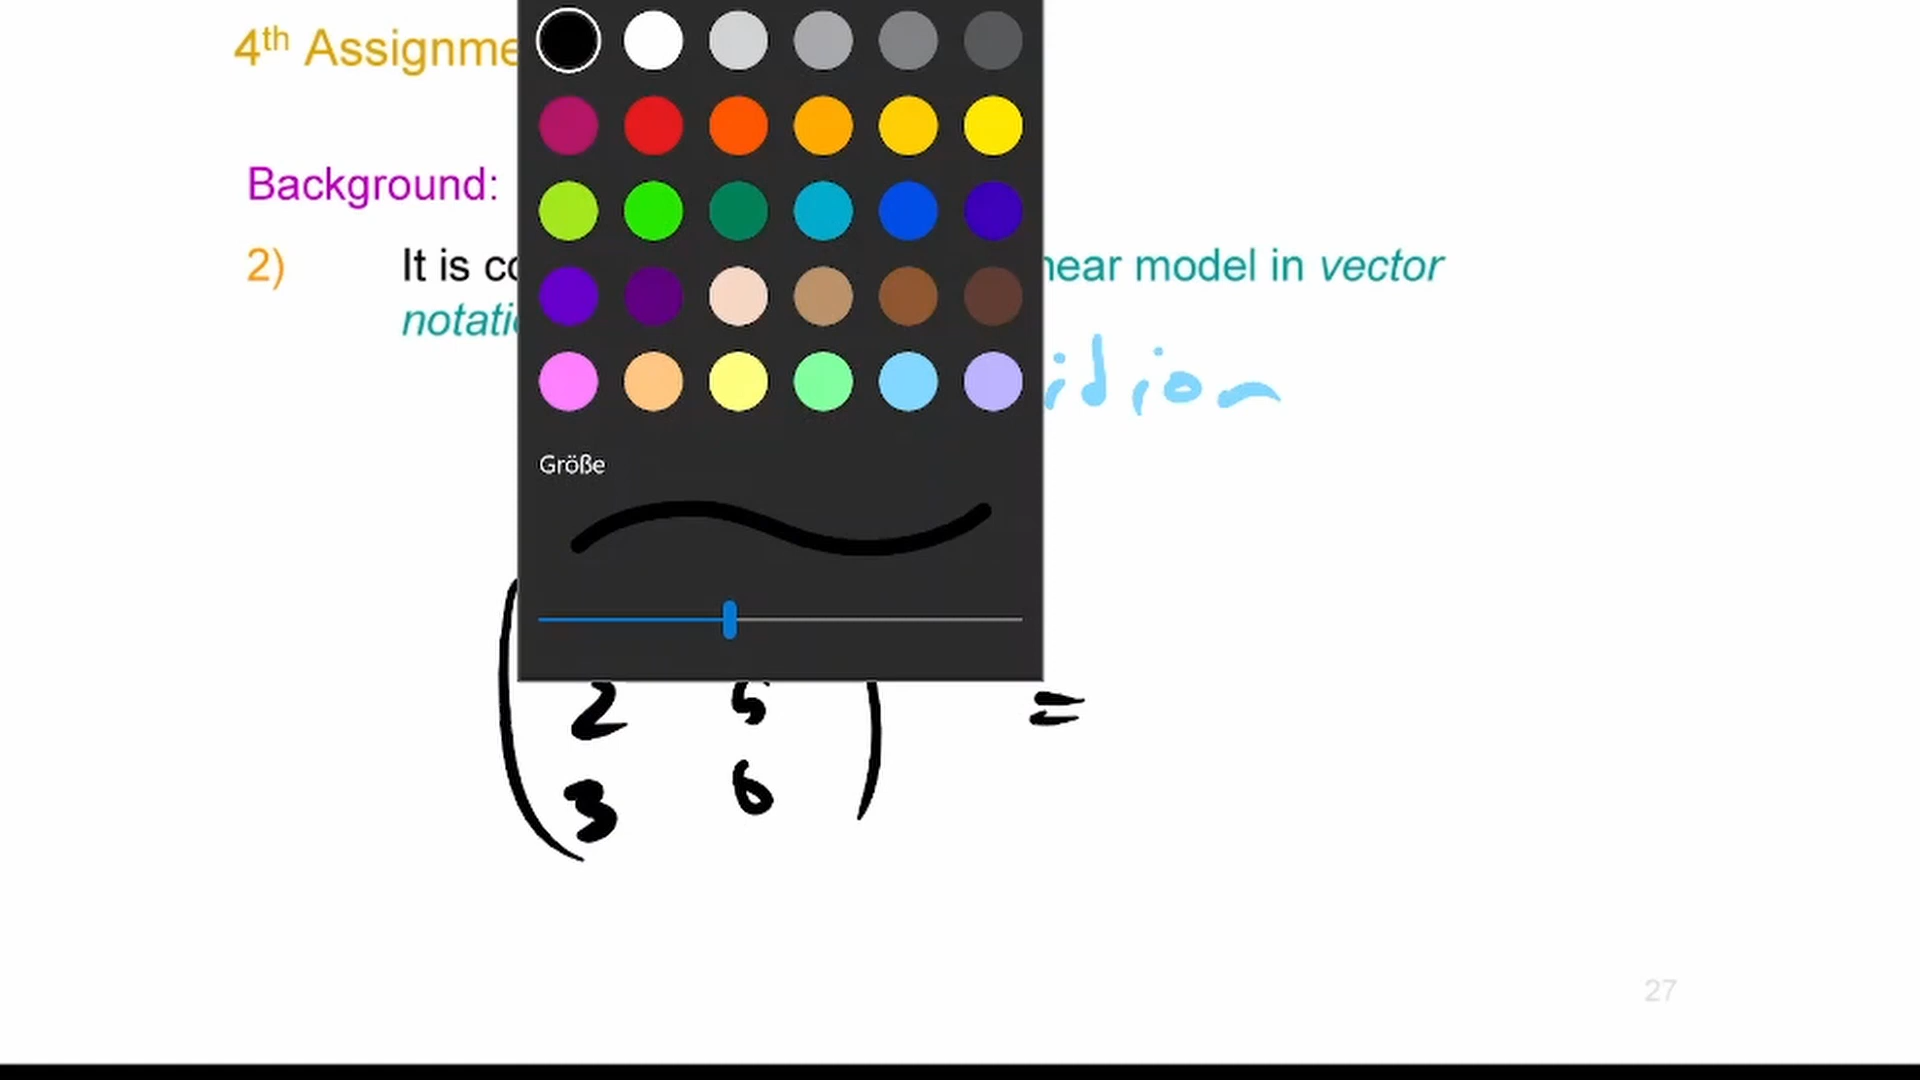 4th Assignme
Background:
2) It is co near model in vector
notati
idion
Größe
2 5 =
3 6
27